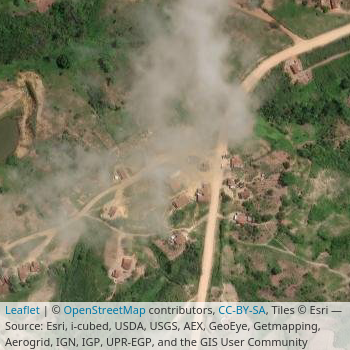 Leaflet | © OpenStreetMap contributors, CC-BY-SA, Tiles © Esri —
Source: Esri, i-cubed, USDA, USGS, AEX, GeoEye, Getmapping,
Aerogrid, IGN, IGP, UPR-EGP, and the GIS User Community